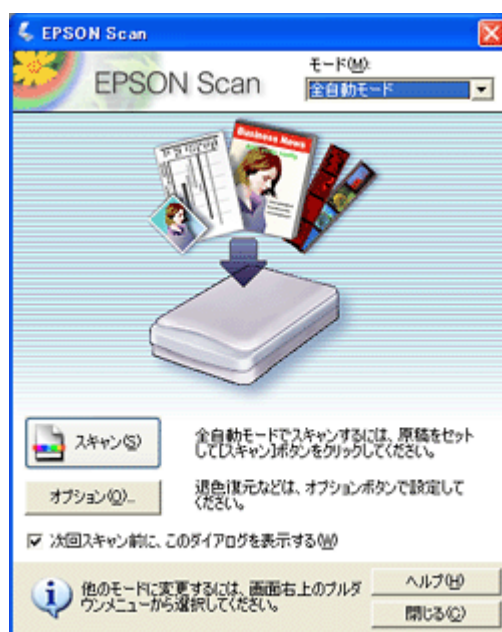 EPSON Scan
EPSON Scan
モード(M):
全自動モード
Business News
スキャン(S)
全自動モードでスキャンするには、原稿をセット
して[スキャン]ボタンをクリックしてください。
オプション(O)...
退色復元などは、オプションボタンで設定して
ください。
次回スキャン前に、このダイアログを表示する(W)
他のモードに変更するには、画面右上のプルダ
ウンメニューから選択してください。
ヘルプ(H)
閉じる(C)